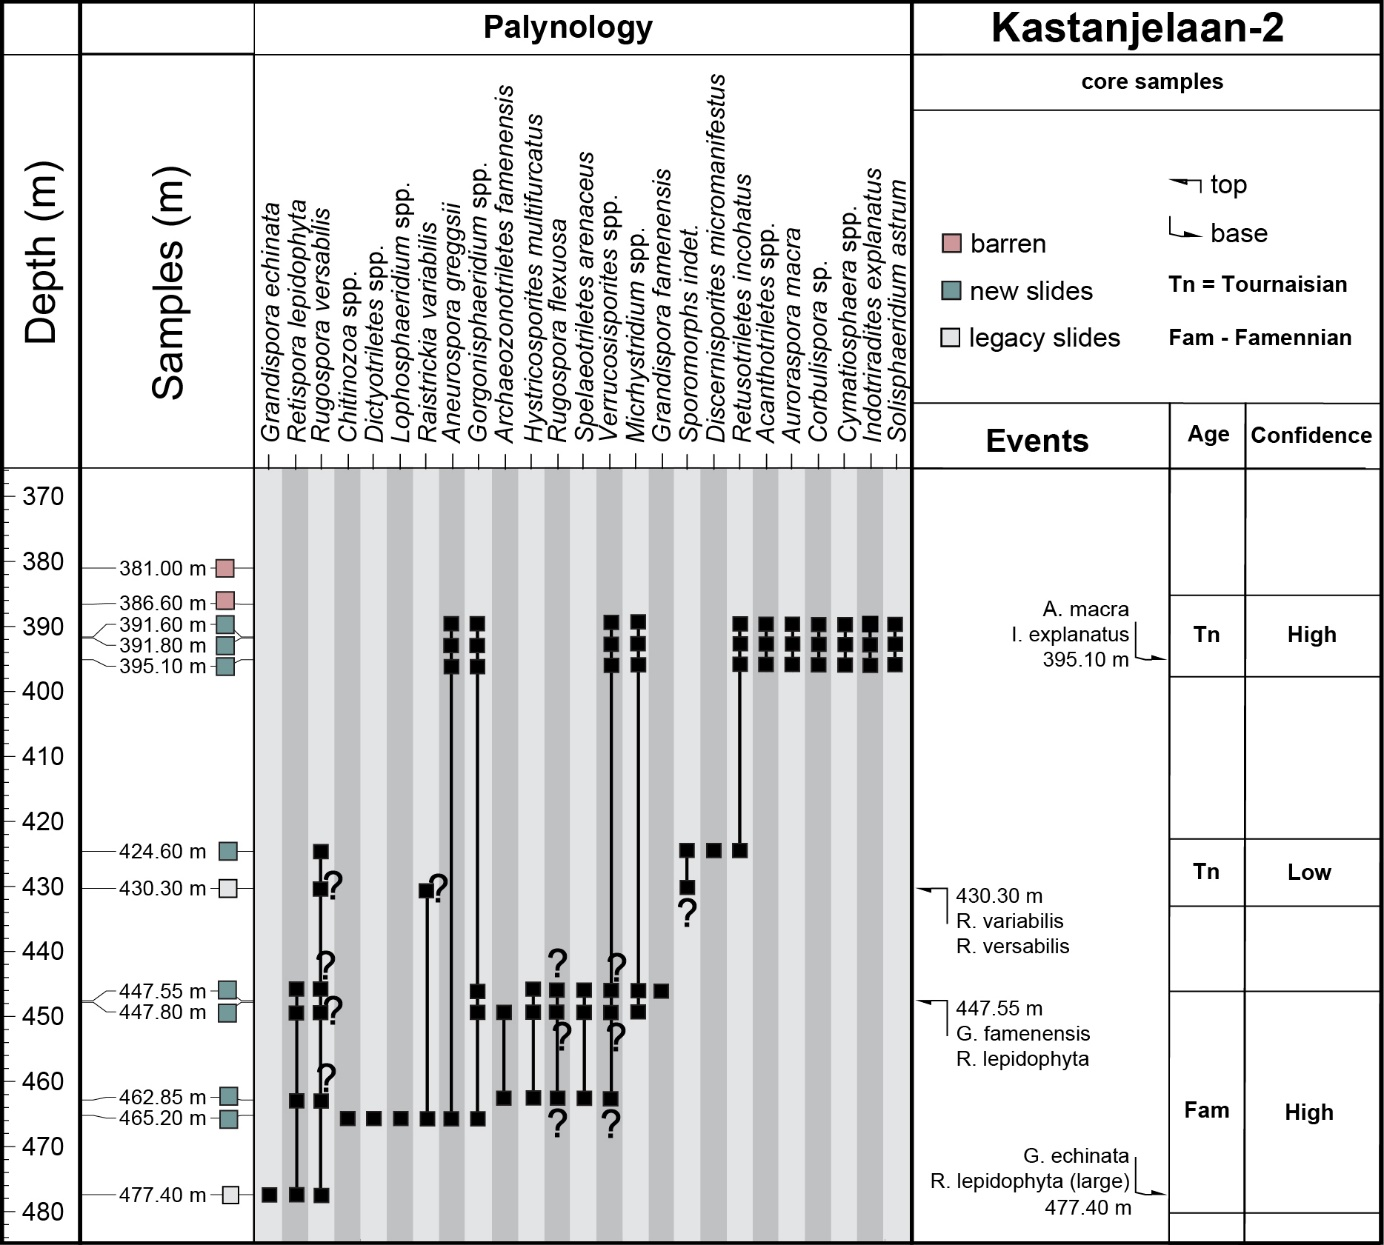 Palynology
Kastanjelaan-2
core samples
Depth (m)
Samples (m)
Grandispora echinata
Retispora lepidophyta
Rugospora versabilis
Chitinozoa spp.
Dictyotriletes spp.
Lophosphaeridium spp.
Raistrickia variabilis
Aneurospora greggsii
Gorgonisphaeridium spp.
Archaeozonotriletes famenensis
Hystricosporites multifurcatus
Rugospora flexuosa
Spelaeotriletes arenaceus
Verrucosisporites spp.
Micrhystridium spp.
Grandispora famenensis
Sporomorphs indet.
Discernisporites micromanifestus
Retusotriletes incohatus
Acanthotriletes spp.
Auroraspora macra
Corbulispora sp.
Cymatiosphaera spp.
Indotriradites explanatus
Solisphaeridium astrum
barren
new slides
legacy slides
top
base
Tn = Tournaisian
Fam - Famennian
Events
Age
Confidence
370
380
390
400
410
420
430
440
450
460
470
480
381.00 m
386.60 m
391.60 m
391.80 m
395.10 m
424.60 m
430.30 m
447.55 m
447.80 m
462.85 m
465.20 m
477.40 m
?
?
?
?
?
?
?
?
?
?
?
?
?
A. macra
I. explanatus
395.10 m
Tn
High
430.30 m
R. variabilis
R. versabilis
Tn
Low
447.55 m
G. famenensis
R. lepidophyta
G. echinata
R. lepidophyta (large)
477.40 m
Fam
High